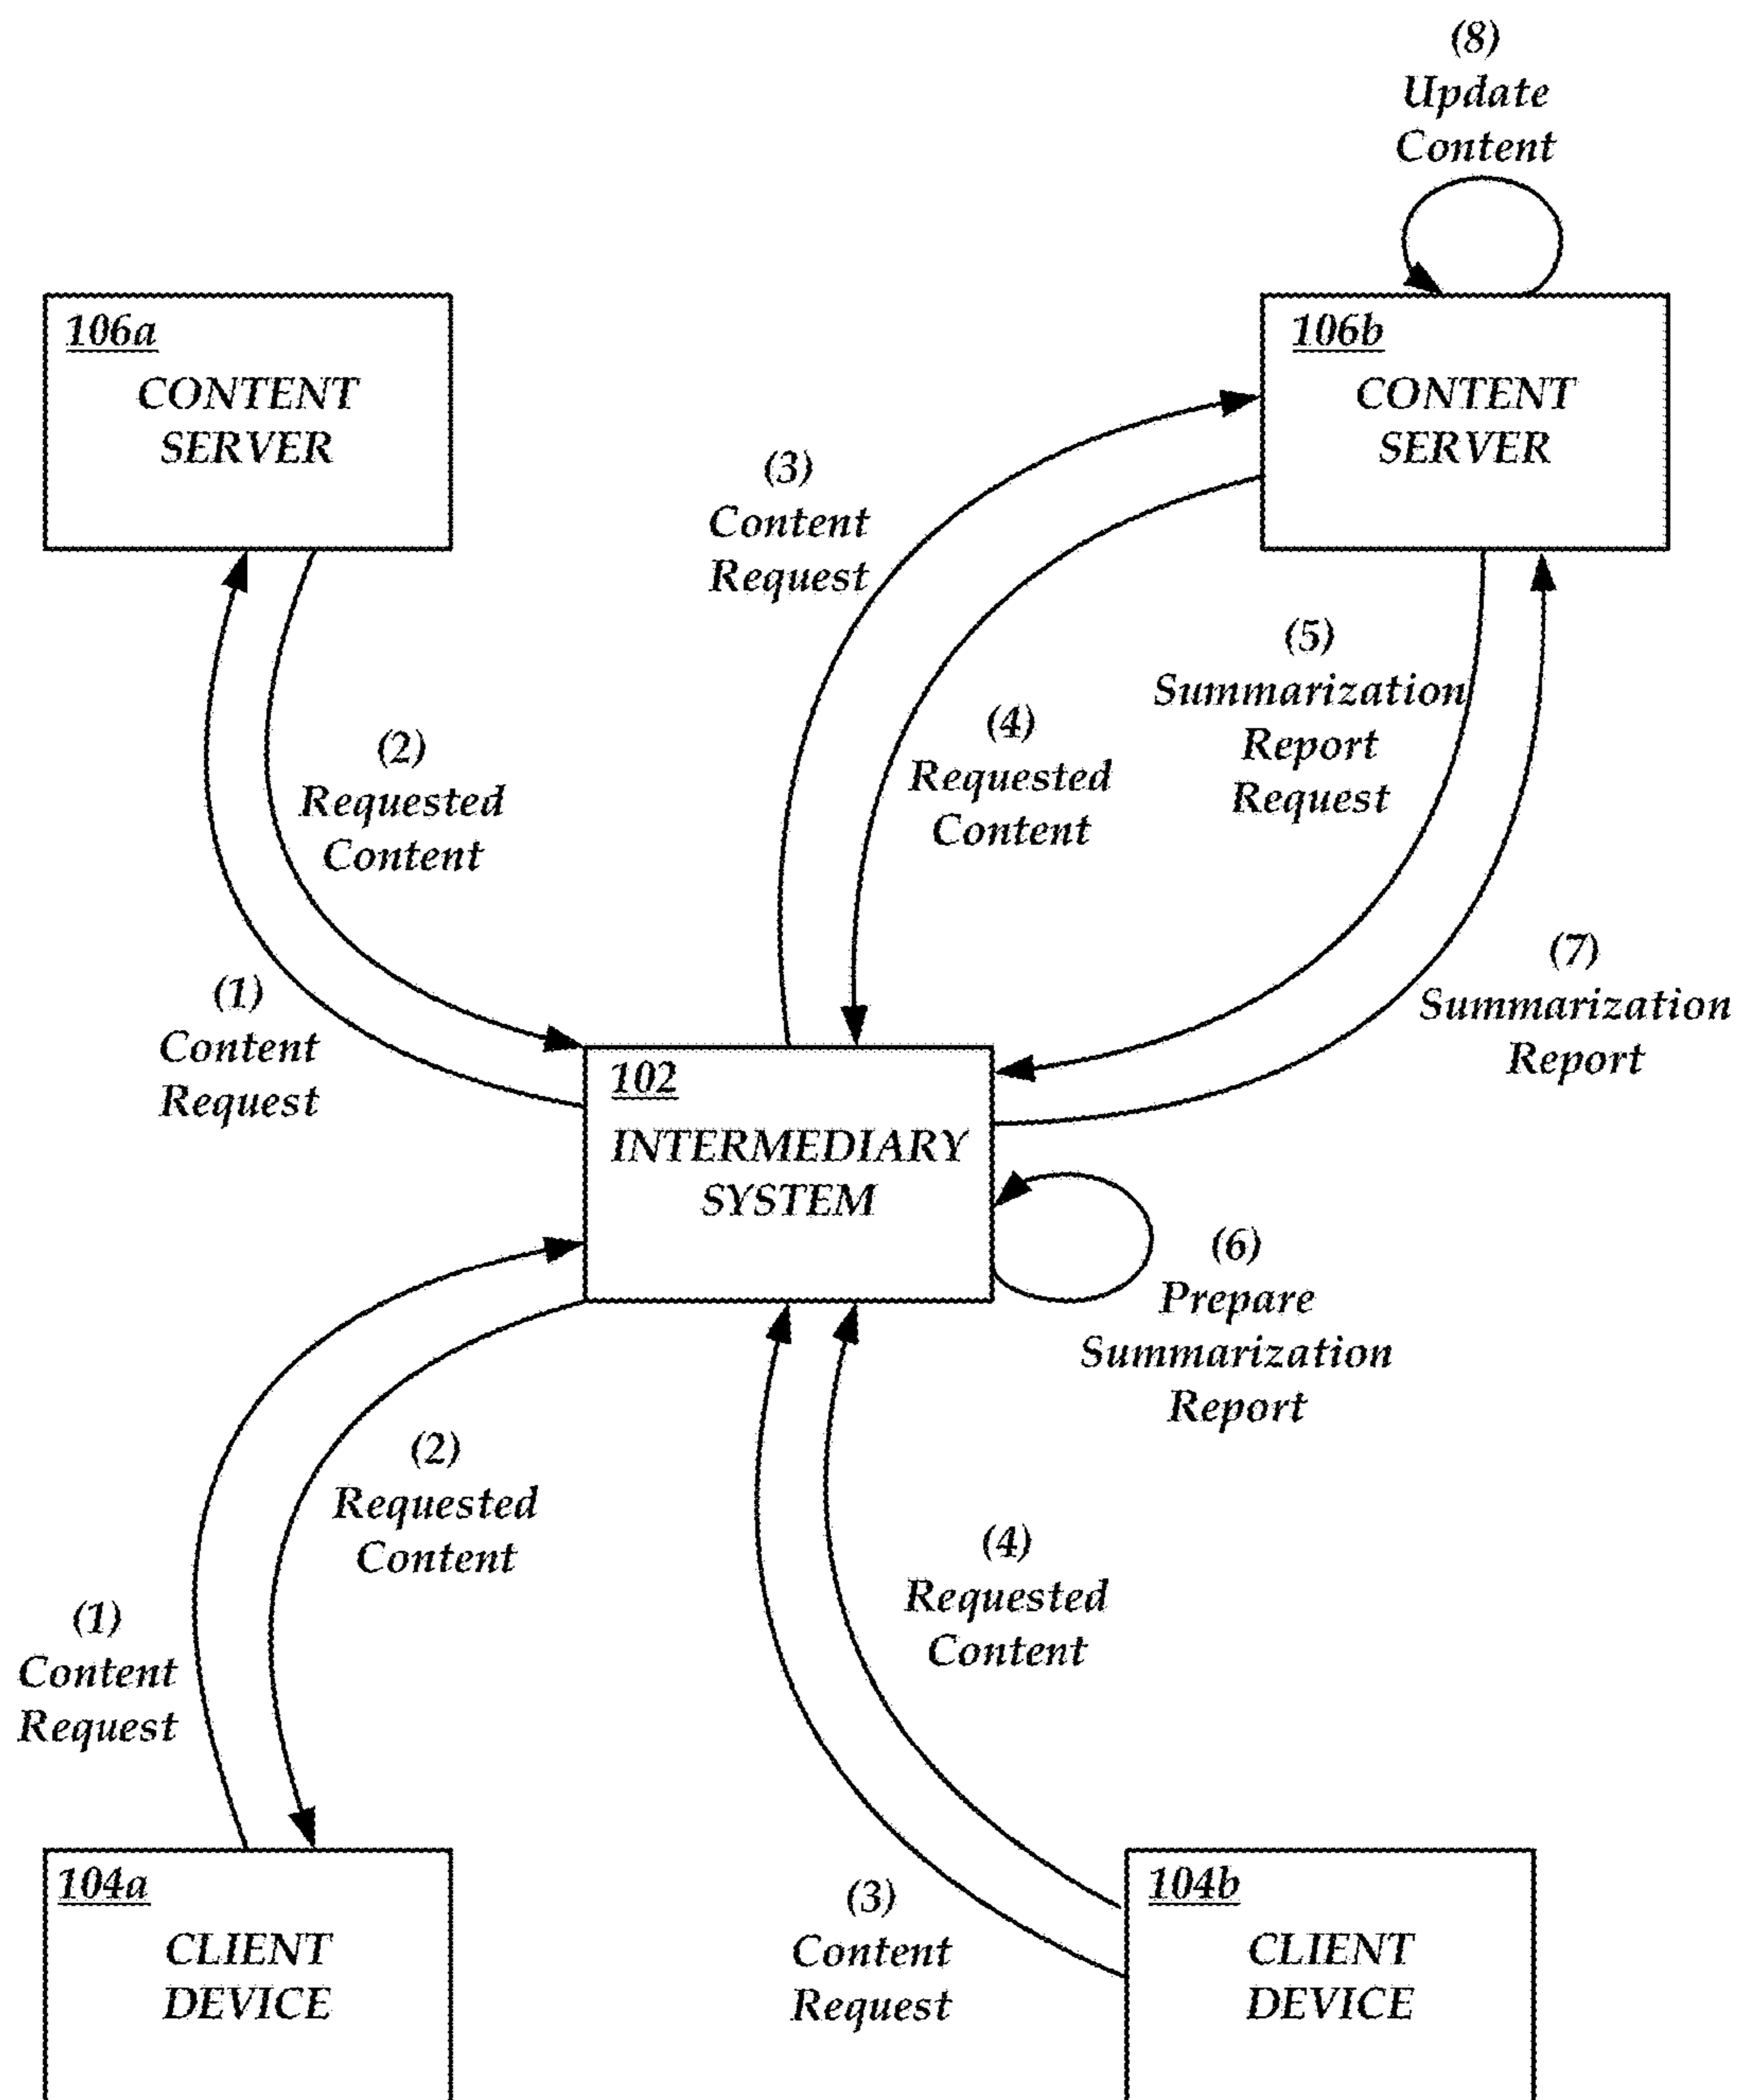 (8)
Update
Content
106a
CONTENT
SERVER
106b
CONTENT
SERVER
(3)
Content
Request
(5)
Summarization
Report
Request
(4)
Requested
Content
(2)
Requested
Content
(7)
Summarization
Report
(1)
Content
Request
102
INTERMEDIARY
SYSTEM
(6)
Prepare
Summarization
Report
(2)
Requested
Content
(4)
Requested
Content
(1)
Content
Request
(3)
Content
Request
104a
CLIENT
DEVICE
104b
CLIENT
DEVICE